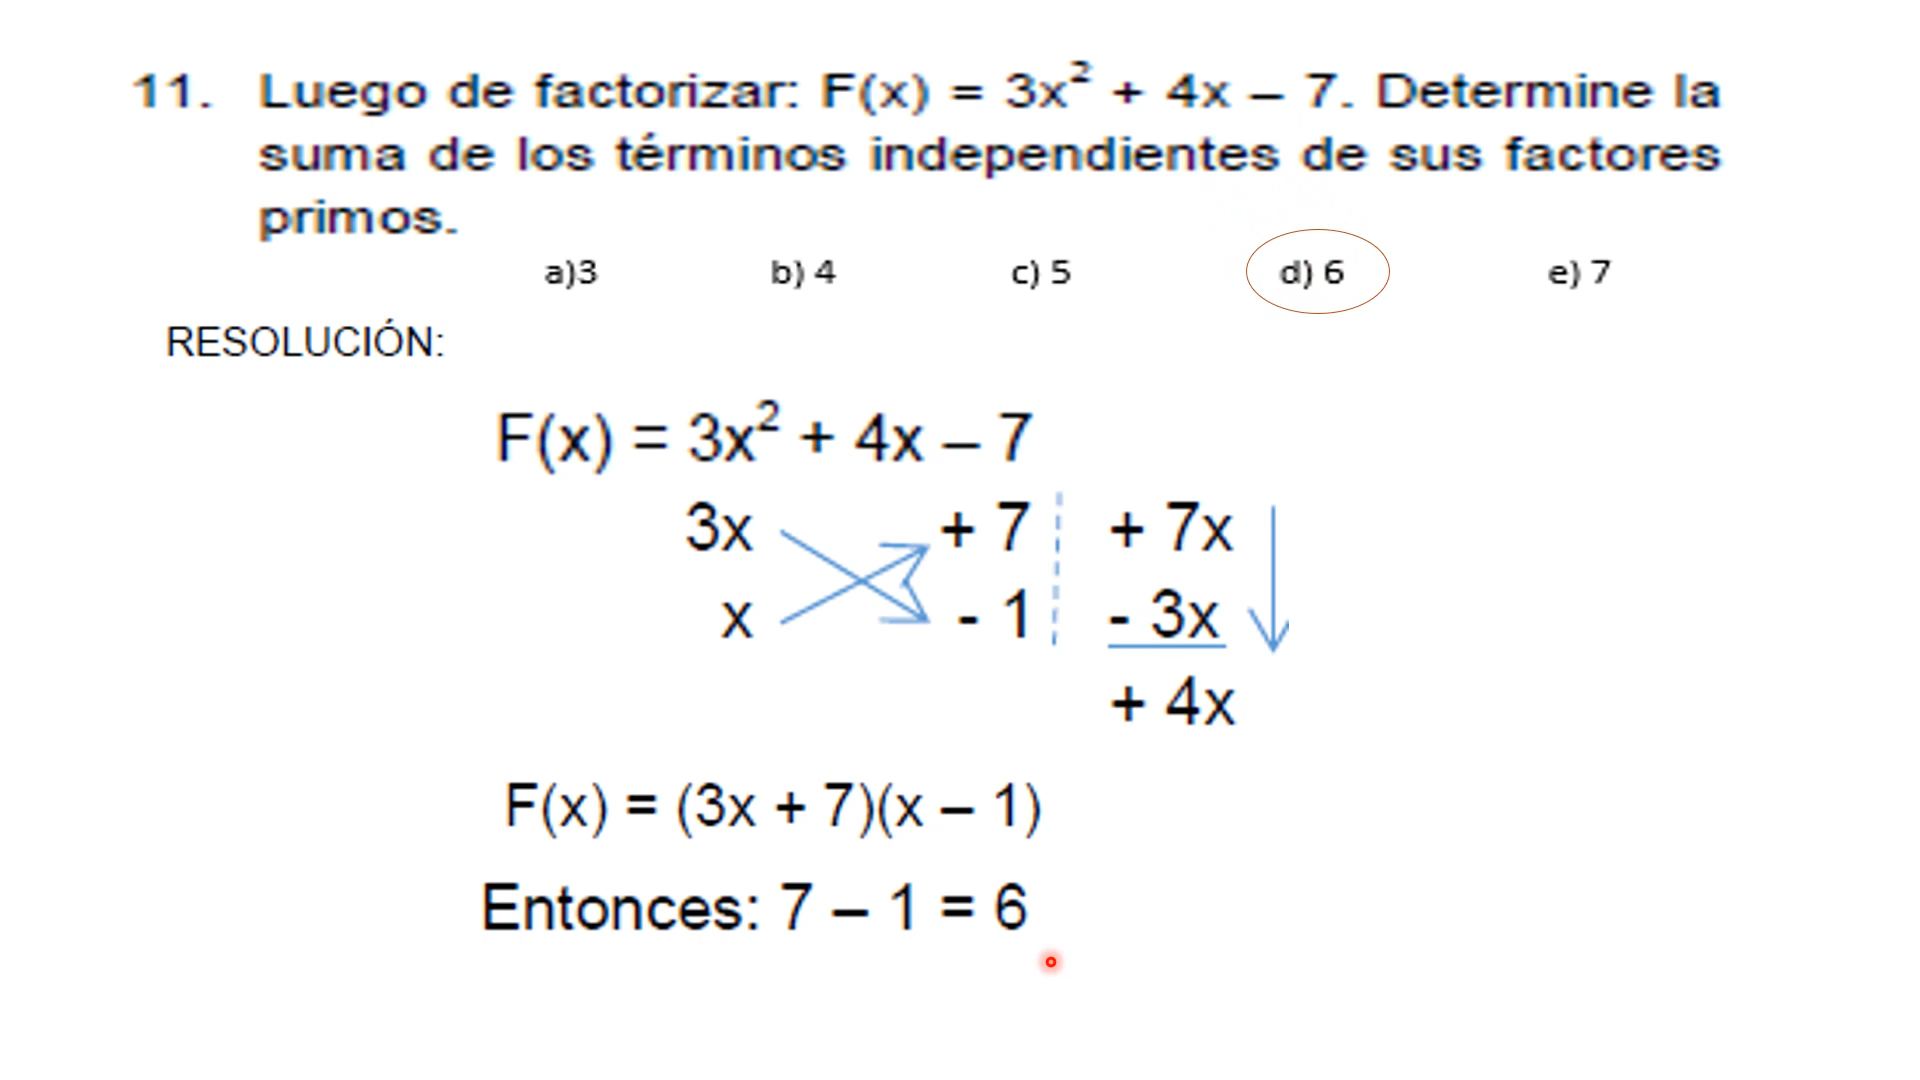 11. Luego de factorizar: F(x) = 3x² + 4x – 7. Determine la
suma de los términos independientes de sus factores
primos.
a)3 b) 4 c) 5 d) 6 e) 7
RESOLUCIÓN:
F(x) = 3x² + 4x – 7
3x + 7 + 7x
x - 1 - 3x
+ 4x
F(x) = (3x + 7)(x – 1)
Entonces: 7 – 1 = 6